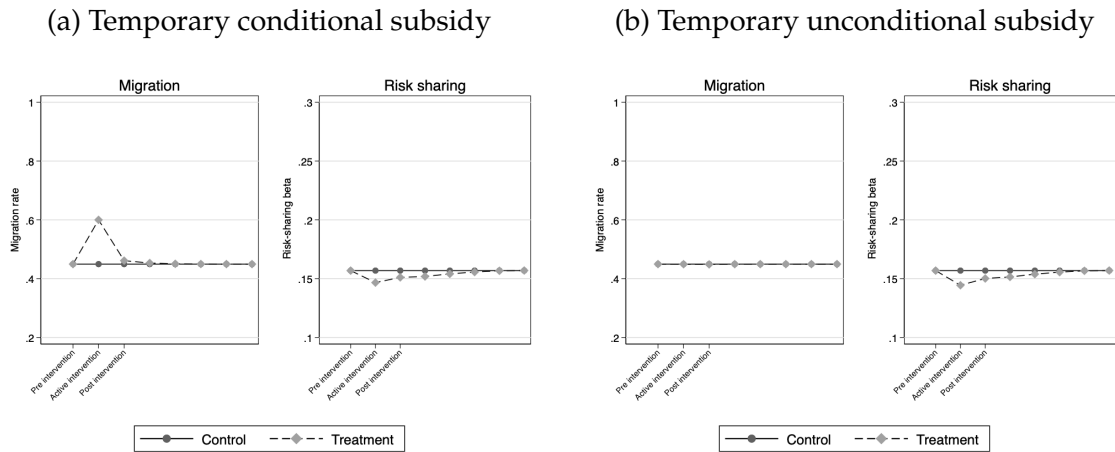 (a) Temporary conditional subsidy
(b) Temporary unconditional subsidy
Migration
1
.8
.6
.4
.2
Migration rate
Pre intervention
Active intervention
Post intervention
Risk sharing
.3
.25
.2
.15
.1
Risk-sharing beta
Pre intervention
Active intervention
Post intervention
Control
Treatment
Migration
1
.8
.6
.4
.2
Migration rate
Pre intervention
Active intervention
Post intervention
Risk sharing
.3
.25
.2
.15
.1
Risk-sharing beta
Pre intervention
Active intervention
Post intervention
Control
Treatment